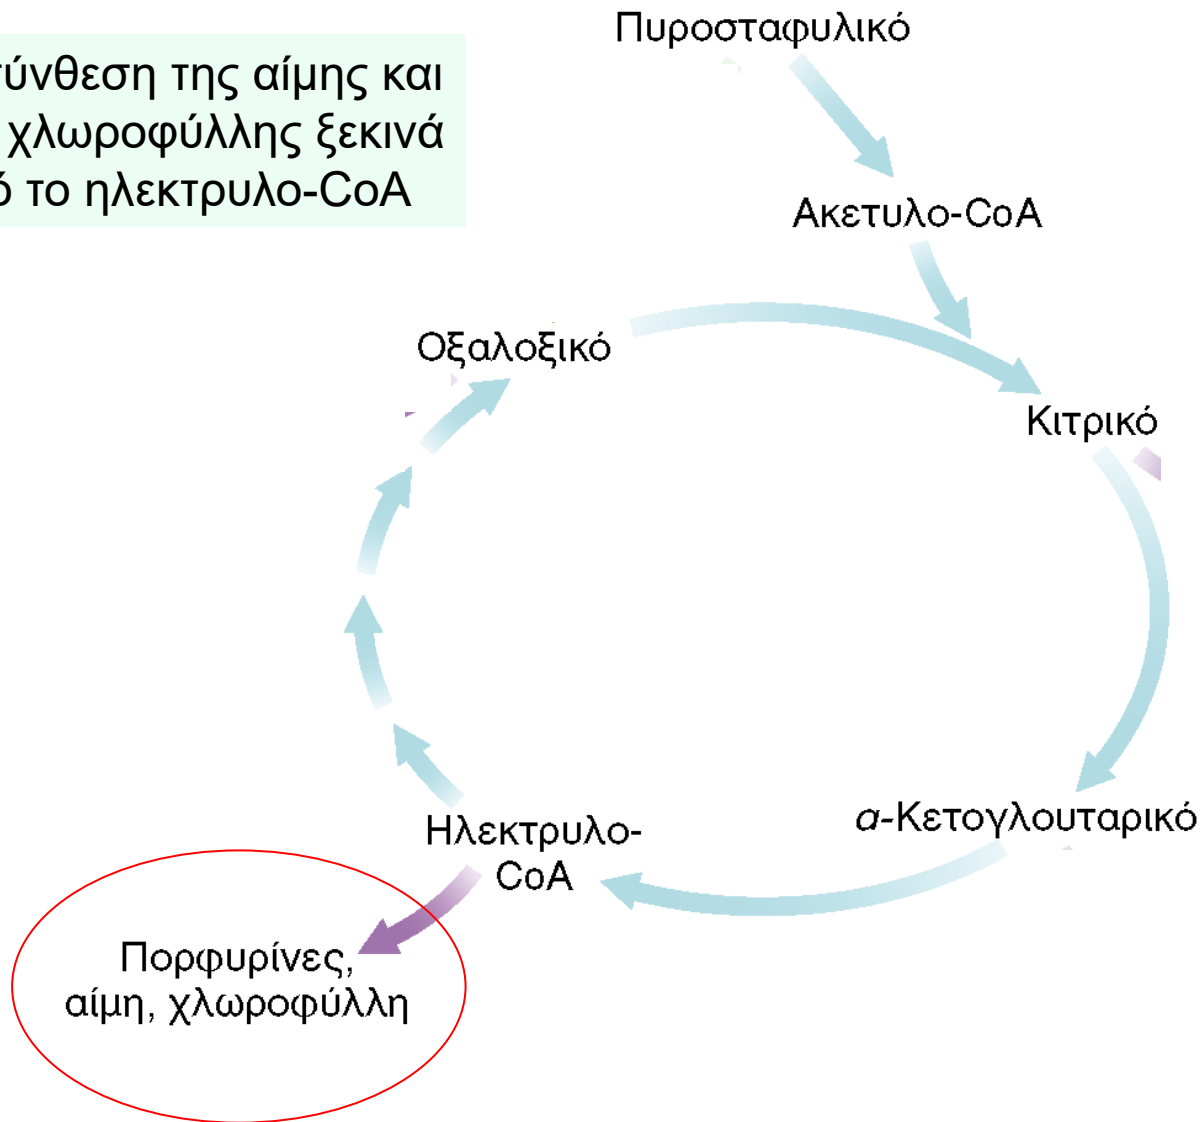 Πυροσταφυλικό
ύνθεση της αίμης και
χλωροφύλλης ξεκινά
ό το ηλεκτρυλο-CoA
Ακετυλο-CoA
Οξαλοξικό
Κιτρικό
α-Κετογλουταρικό
Ηλεκτρυλο-
CoA
Πορφυρίνες,
αίμη, χλωροφύλλη